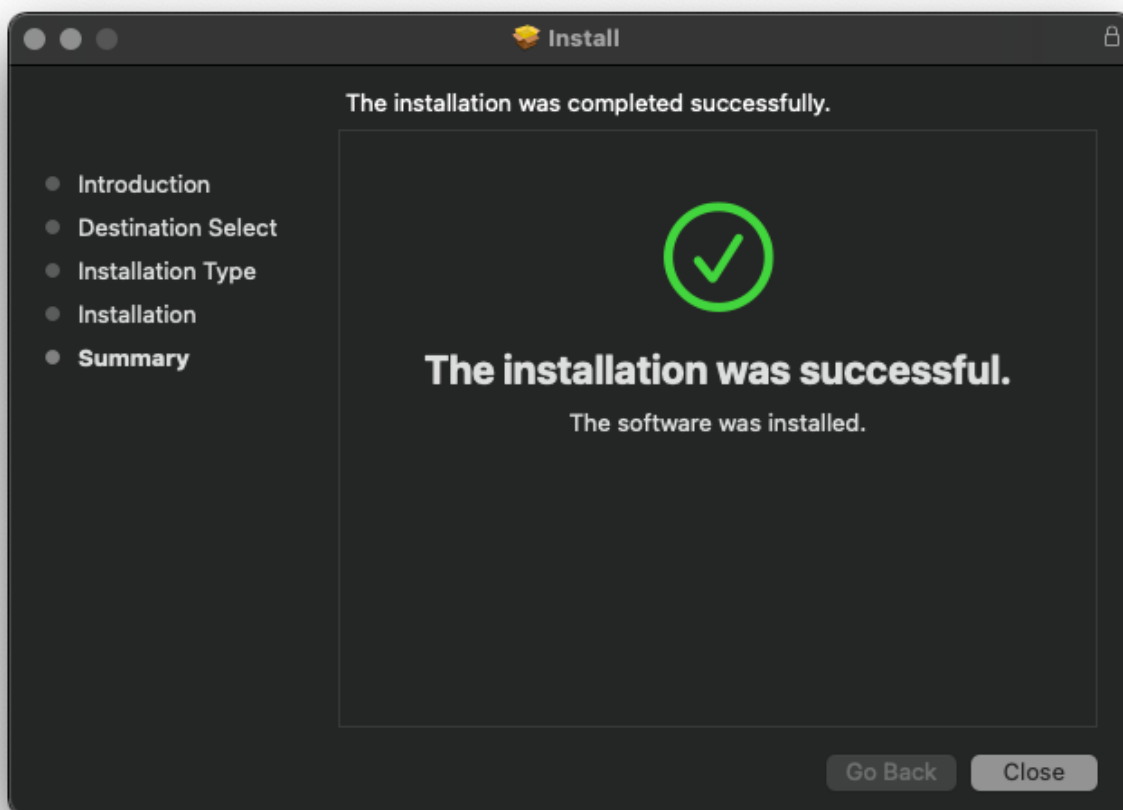 Install
The installation was completed successfully.
Introduction
Destination Select
Installation Type
Installation
Summary
The installation was successful.
The software was installed.
Go Back
Close